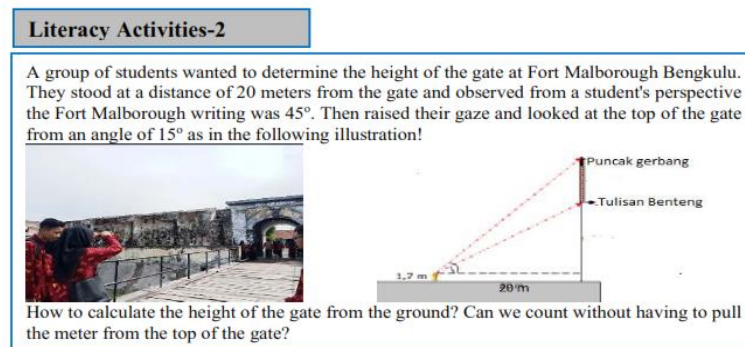 Literacy Activities-2
A group of students wanted to determine the height of the gate at Fort Malborough Bengkulu.
They stood at a distance of 20 meters from the gate and observed from a student's perspective
the Fort Malborough writing was 45°. Then raised their gaze and looked at the top of the gate
from an angle of 15° as in the following illustration!
Puncak gerbang
Tulisan Benteng
1,7 m
20 m
How to calculate the height of the gate from the ground? Can we count without having to pull
the meter from the top of the gate?